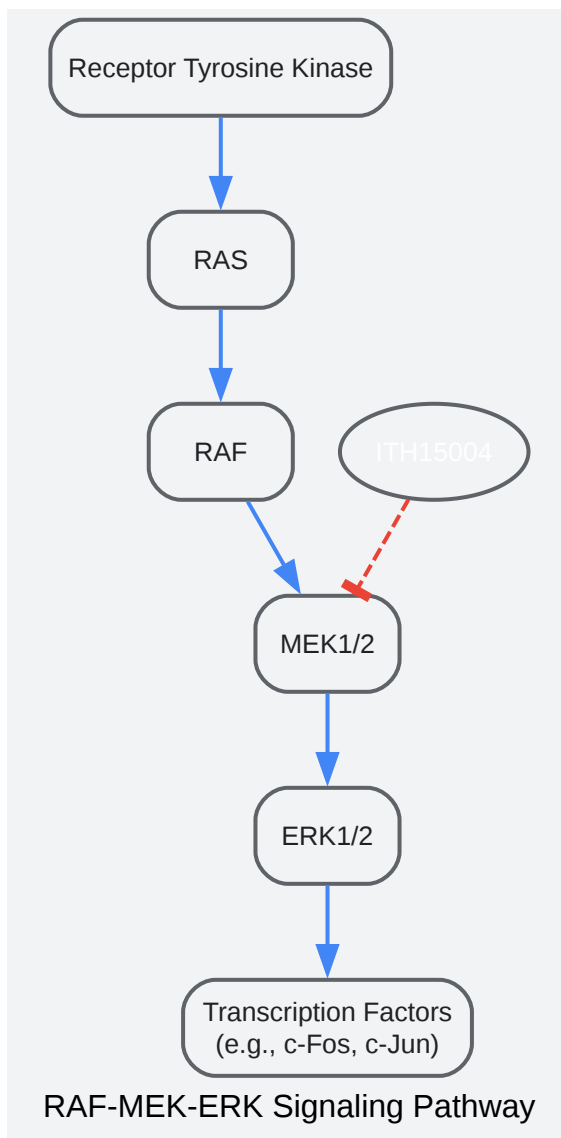 Receptor Tyrosine Kinase
RAS
RAF
ITH15004
MEK1/2
ERK1/2
Transcription Factors
(e.g., c-Fos, c-Jun)
RAF-MEK-ERK Signaling Pathway